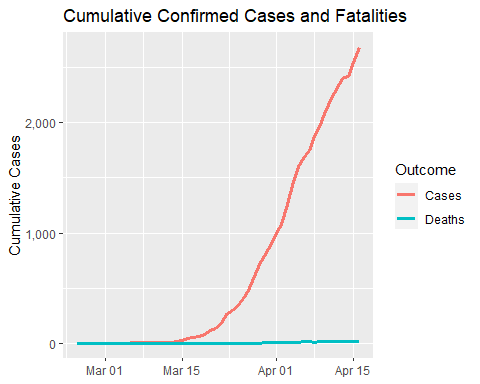 Cumulative Confirmed Cases and Fatalities
Cumulative Cases
2,000
1,000
0
Mar 01
Mar 15
Apr 01
Apr 15
Outcome
Cases
Deaths